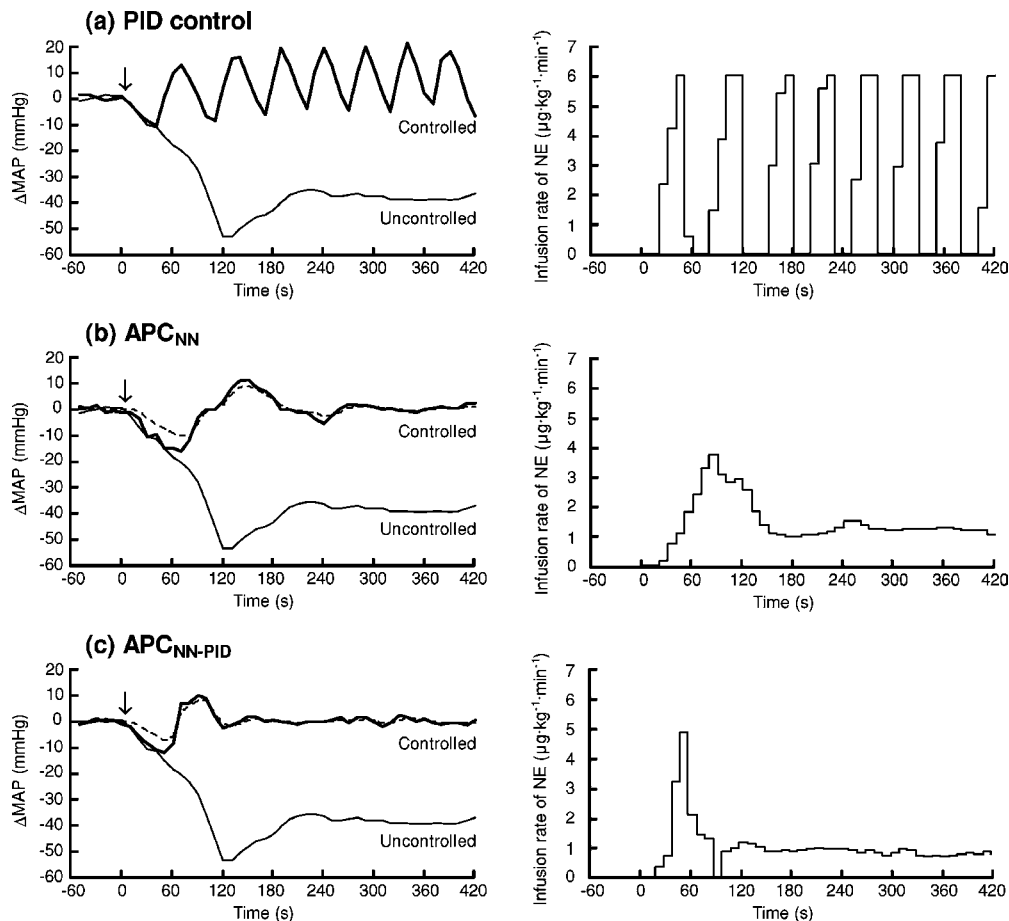 (a) PID control
20
10
0
-10
-20
-30
-40
-50
-60
ΔMAP (mmHg)
Controlled
Uncontrolled
-60 0 60 120 180 240 300 360 420
Time (s)
7
6
5
4
3
2
1
0
Infusion rate of NE (µg·kg⁻¹·min⁻¹)
-60 0 60 120 180 240 300 360 420
Time (s)
(b) APC_NN
20
10
0
-10
-20
-30
-40
-50
-60
ΔMAP (mmHg)
Controlled
Uncontrolled
-60 0 60 120 180 240 300 360 420
Time (s)
7
6
5
4
3
2
1
0
Infusion rate of NE (µg·kg⁻¹·min⁻¹)
-60 0 60 120 180 240 300 360 420
Time (s)
(c) APC_NN-PID
20
10
0
-10
-20
-30
-40
-50
-60
ΔMAP (mmHg)
Controlled
Uncontrolled
-60 0 60 120 180 240 300 360 420
Time (s)
7
6
5
4
3
2
1
0
Infusion rate of NE (µg·kg⁻¹·min⁻¹)
-60 0 60 120 180 240 300 360 420
Time (s)